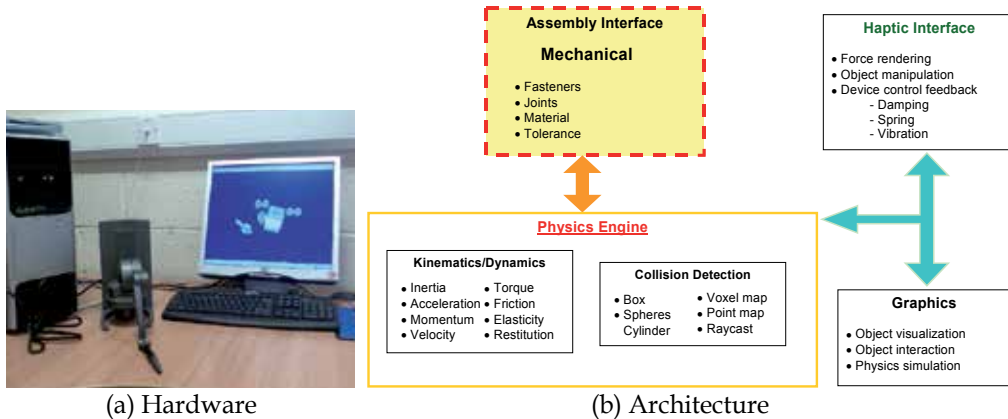 Assembly Interface
Mechanical
• Fasteners
• Joints
• Material
• Tolerance
Haptic Interface
• Force rendering
• Object manipulation
• Device control feedback
- Damping
- Spring
- Vibration
Physics Engine
Kinematics/Dynamics
• Inertia
• Acceleration
• Momentum
• Velocity
• Torque
• Friction
• Elasticity
• Restitution
Collision Detection
• Box
• Spheres
Cylinder
• Voxel map
• Point map
• Raycast
Graphics
• Object visualization
• Object interaction
• Physics simulation
(a) Hardware
(b) Architecture